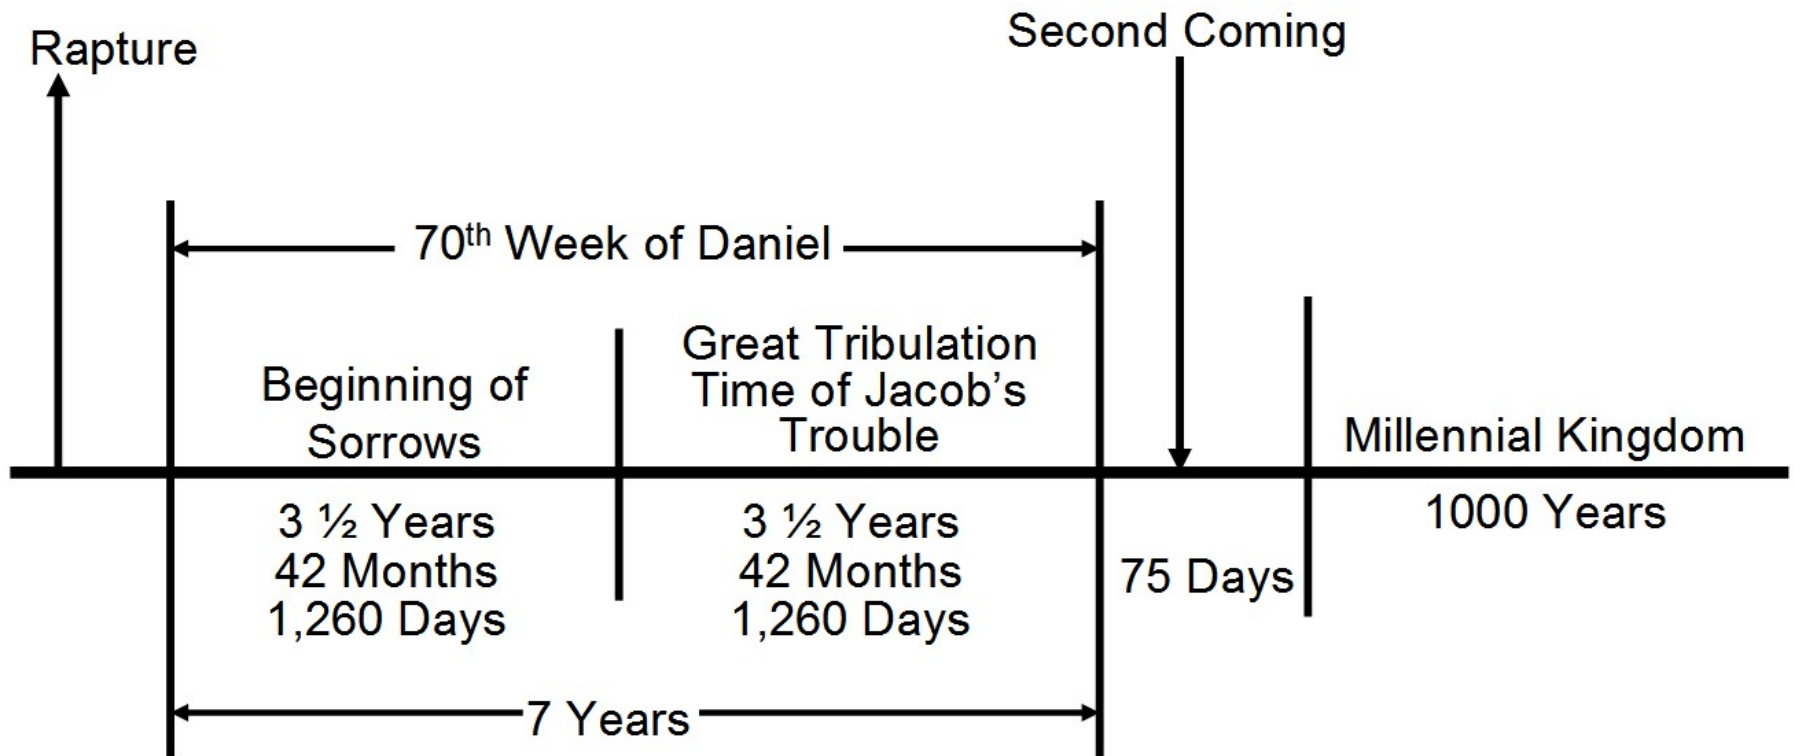 Rapture
Second Coming
70th Week of Daniel
Beginning of
Sorrows
Great Tribulation
Time of Jacob’s
Trouble
Millennial Kingdom
3 ½ Years
42 Months
1,260 Days
3 ½ Years
42 Months
1,260 Days
75 Days
1000 Years
7 Years